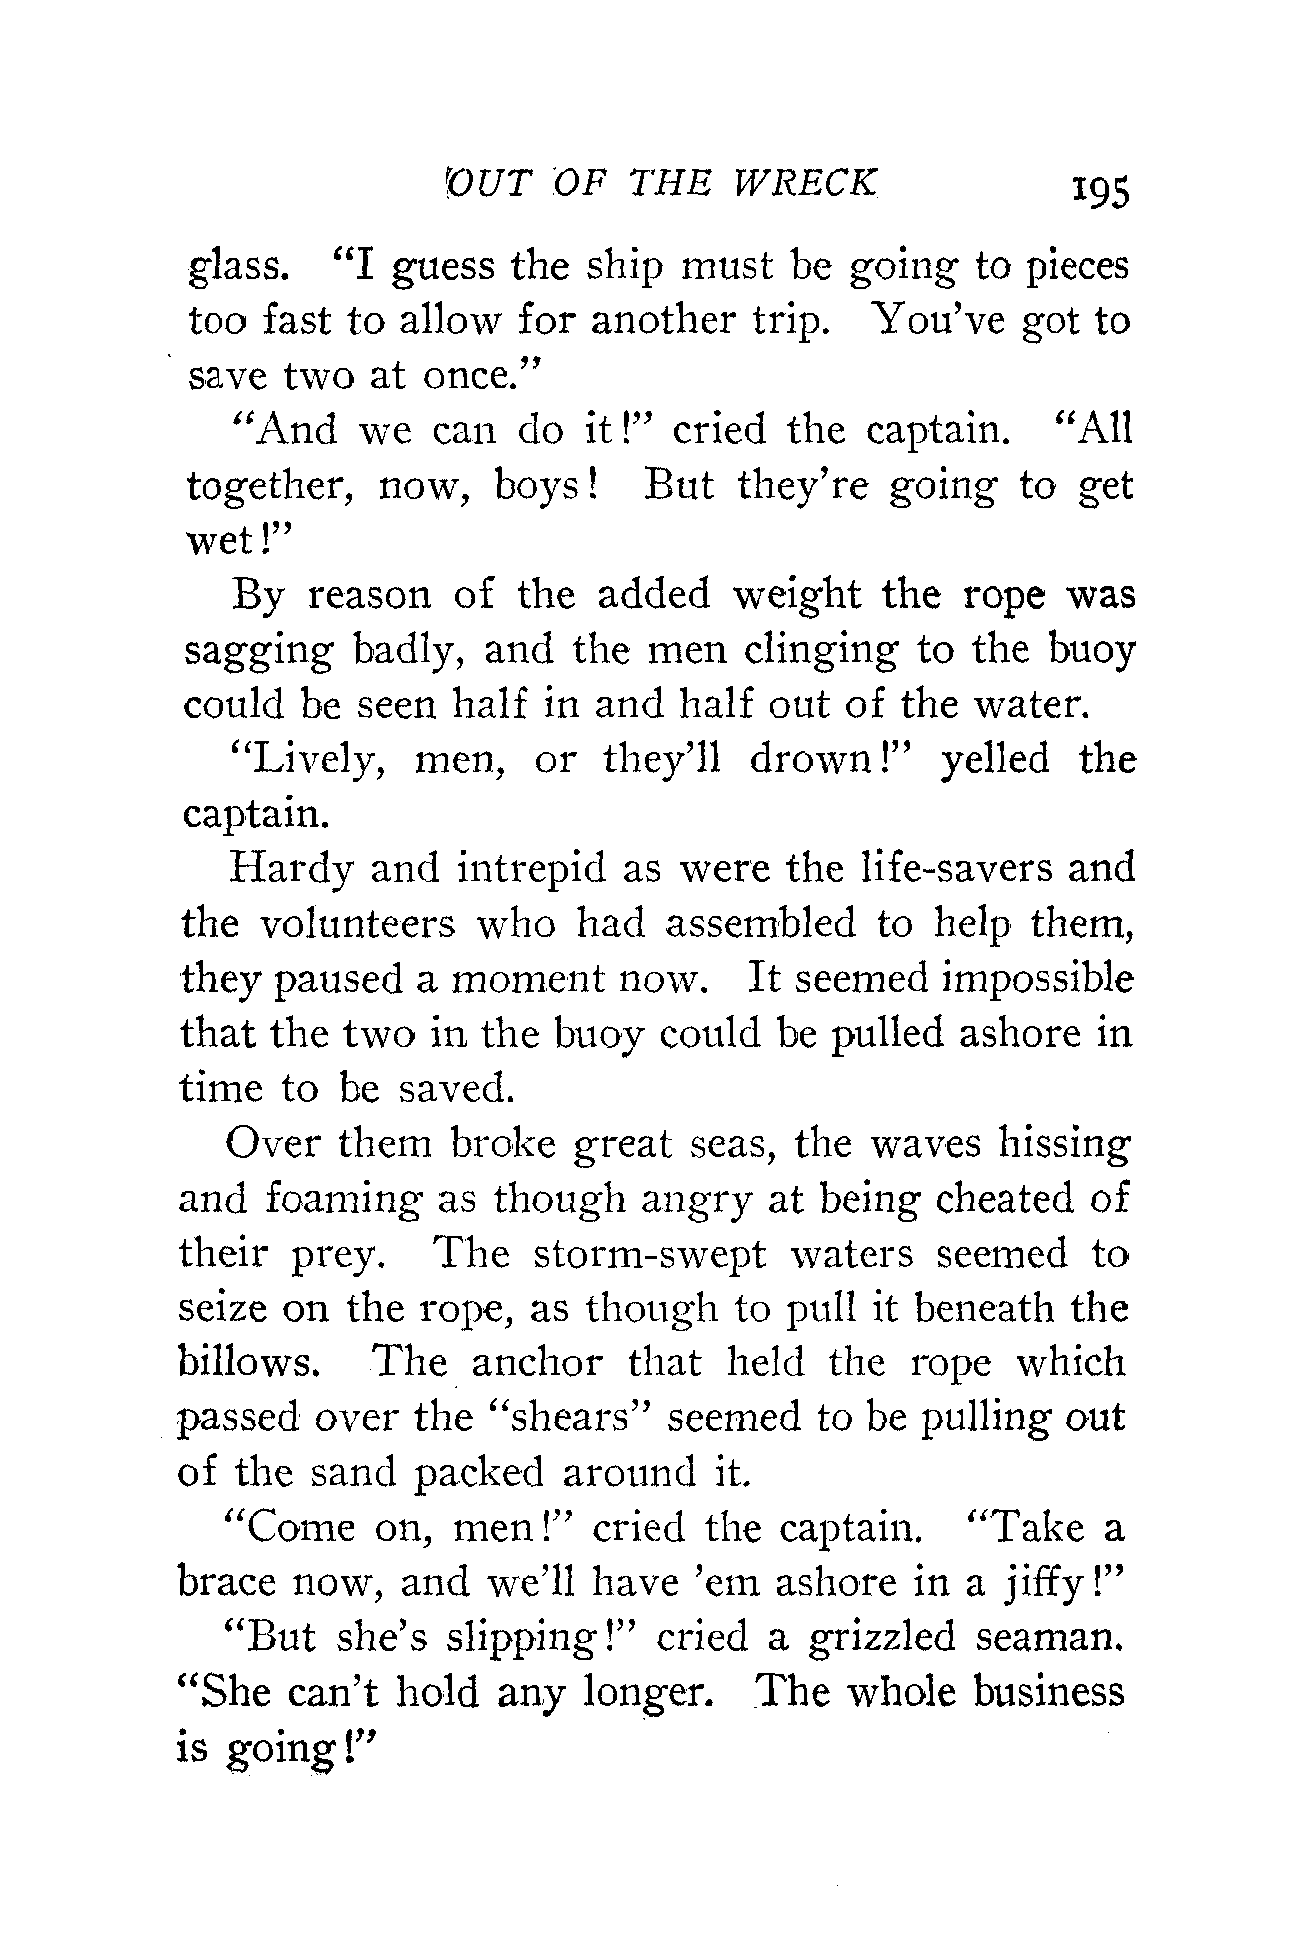 OUT OF THE WRECK 195
glass. "I guess the ship must be going to pieces
too fast to allow for another trip. You've got to
save two at once."
"And we can do it!" cried the captain. "All
together, now, boys! But they're going to get
wet!"
By reason of the added weight the rope was
sagging badly, and the men clinging to the buoy
could be seen half in and half out of the water.
"Lively, men, or they'll drown!" yelled the
captain.
Hardy and intrepid as were the life-savers and
the volunteers who had assembled to help them,
they paused a moment now. It seemed impossible
that the two in the buoy could be pulled ashore in
time to be saved.
Over them broke great seas, the waves hissing
and foaming as though angry at being cheated of
their prey. The storm-swept waters seemed to
seize on the rope, as though to pull it beneath the
billows. The anchor that held the rope which
passed over the "shears" seemed to be pulling out
of the sand packed around it.
"Come on, men!" cried the captain. "Take a
brace now, and we'll have 'em ashore in a jiffy!"
"But she's slipping!" cried a grizzled seaman.
"She can't hold any longer. The whole business
is going!"